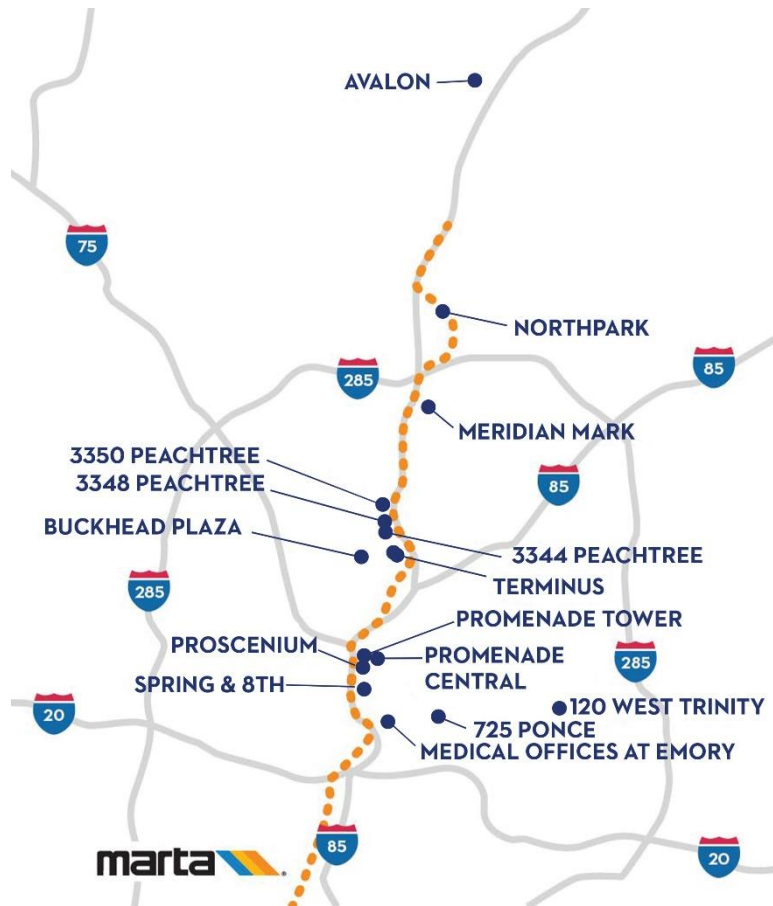 AVALON
75
NORTHPARK
285
85
MERIDIAN MARK
3350 PEACHTREE
3348 PEACHTREE
85
BUCKHEAD PLAZA
3344 PEACHTREE
TERMINUS
285
PROMENADE TOWER
PROSCENIUM
PROMENADE
CENTRAL
285
SPRING & 8TH
20
120 WEST TRINITY
725 PONCE
MEDICAL OFFICES AT EMORY
85
20
marta